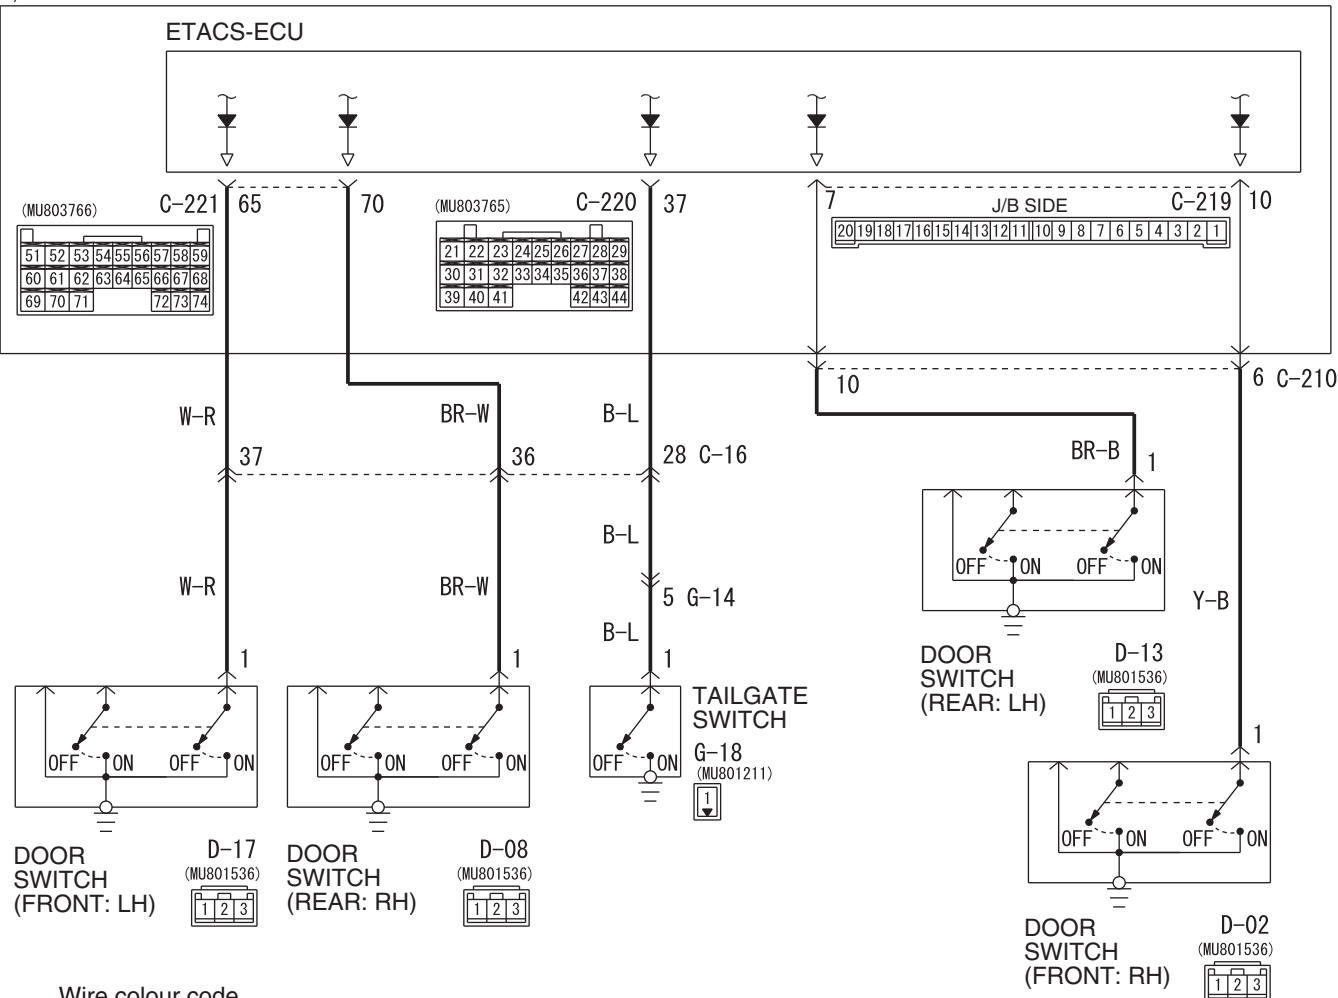 ETACS-ECU
(MU803766)
C-221
65
70
(MU803765)
C-220
37
7
J/B SIDE
C-219
10
51 52 53 54 55 56 57 58 59
60 61 62 63 64 65 66 67 68
69 70 71 72 73 74
21 22 23 24 25 26 27 28 29
30 31 32 33 34 35 36 37 38
39 40 41 42 43 44
20 19 18 17 16 15 14 13 12 11 10 9 8 7 6 5 4 3 2 1
10
6 C-210
W-R
BR-W
B-L
37
36
28 C-16
BR-B
1
B-L
W-R
BR-W
5 G-14
B-L
OFF ON OFF ON
Y-B
1
1
1
DOOR
SWITCH
(REAR: LH)
D-13
(MU801536)
1 2 3
TAILGATE
SWITCH
G-18
(MU801211)
1
1
OFF ON OFF ON
OFF ON OFF ON
OFF ON
OFF ON OFF ON
DOOR
SWITCH
(FRONT: LH)
D-17
(MU801536)
1 2 3
DOOR
SWITCH
(REAR: RH)
D-08
(MU801536)
1 2 3
DOOR
SWITCH
(FRONT: RH)
D-02
(MU801536)
1 2 3
Wire colour code